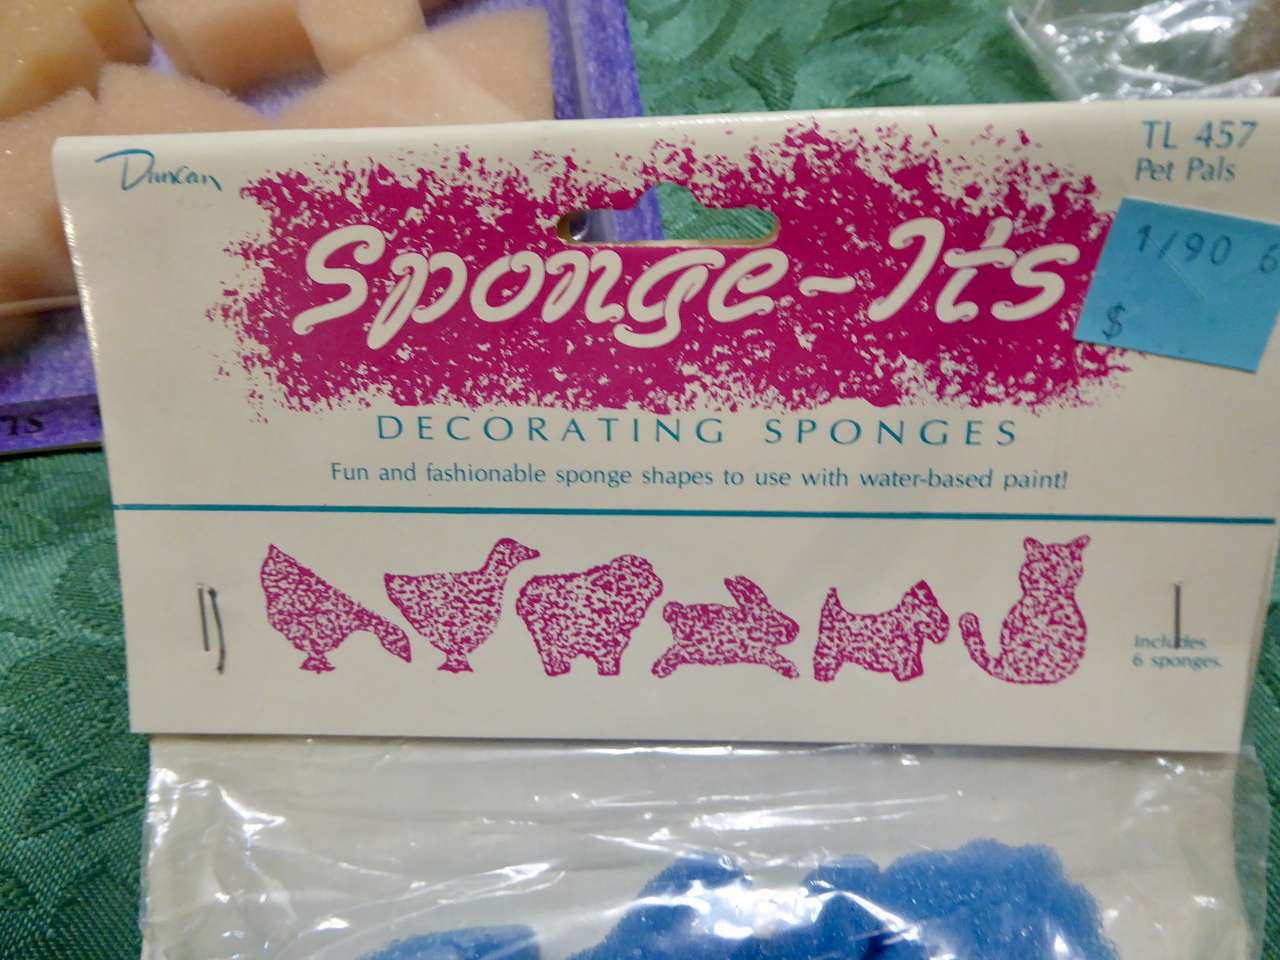 Duncan
TL 457
Pet Pals
Sponge-It's
1/90 6
$
DECORATING SPONGES
Fun and fashionable sponge shapes to use with water-based paint!
Includes
6 sponges.